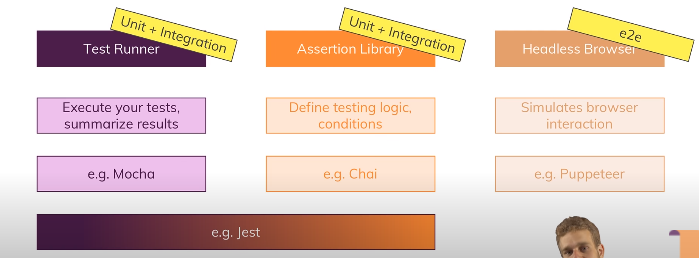 Unit + Integration
Test Runner
Unit + Integration
Assertion Library
e2e
Headless Browser
Execute your tests,
summarize results
Define testing logic,
conditions
Simulates browser
interaction
e.g. Mocha
e.g. Chai
e.g. Puppeteer
e.g. Jest